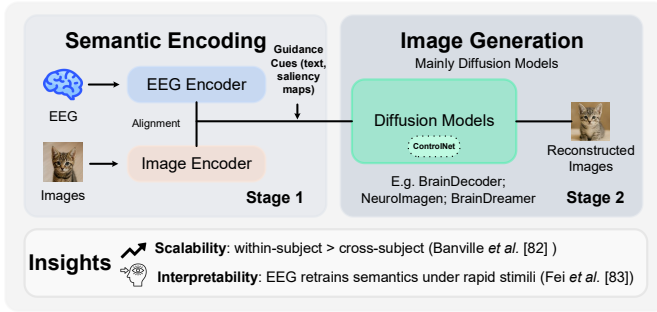 Semantic Encoding
EEG
EEG Encoder
Alignment
Images
Image Encoder
Guidance
Cues (text,
saliency
maps)
Stage 1
Image Generation
Mainly Diffusion Models
Diffusion Models
ControlNet
Reconstructed
Images
E.g. BrainDecoder;
NeuroImagen; BrainDreamer
Stage 2
Insights
Scalability: within-subject > cross-subject (Banville et al. [82] )
Interpretability: EEG retrains semantics under rapid stimili (Fei et al. [83])